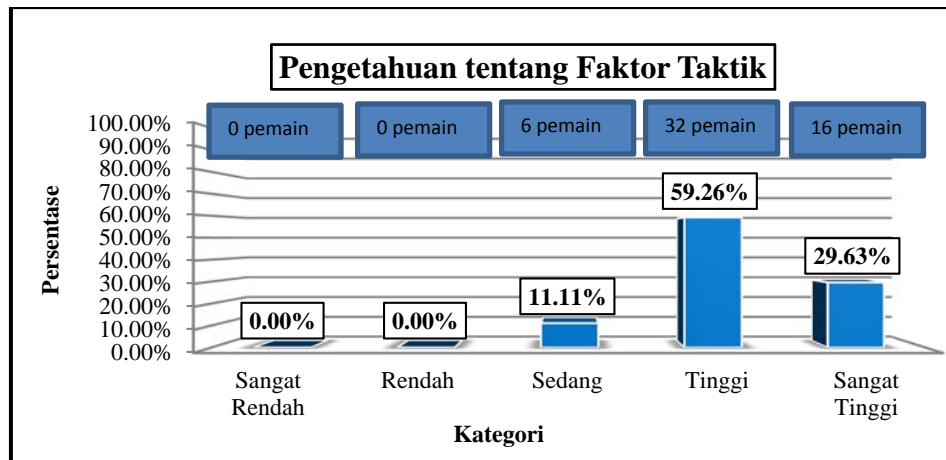 Pengetahuan tentang Faktor Taktik
0 pemain
0 pemain
6 pemain
32 pemain
16 pemain
100.00%
90.00%
80.00%
70.00%
60.00%
50.00%
40.00%
30.00%
20.00%
10.00%
0.00%
Persentase
0.00%
0.00%
11.11%
59.26%
29.63%
Sangat
Rendah
Rendah
Sedang
Tinggi
Sangat
Tinggi
Kategori